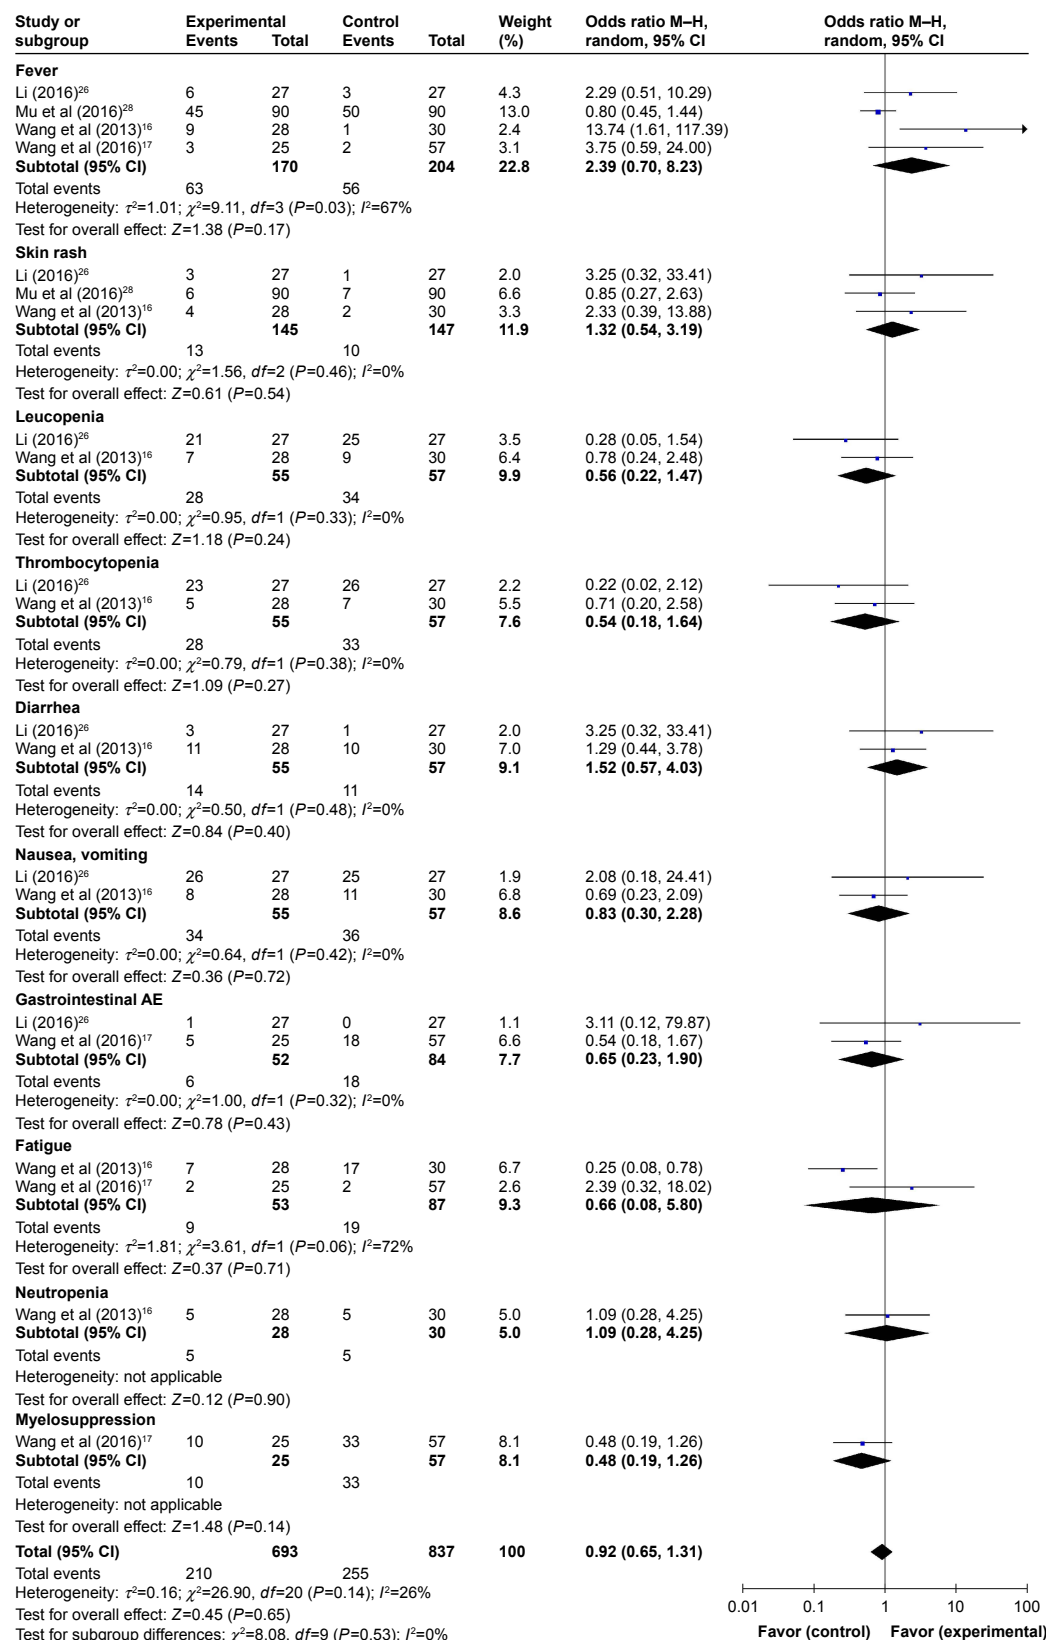 Study or subgroup Experimental Control Weight (%) Odds ratio M–H, random, 95% CI Odds ratio M–H, random, 95% CI
Events Total Events Total
Fever
Li (2016)26 6 27 3 27 4.3 2.29 (0.51, 10.29)
Mu et al (2016)28 45 90 50 90 13.0 0.80 (0.45, 1.44)
Wang et al (2013)16 9 28 1 30 2.4 13.74 (1.61, 117.39)
Wang et al (2016)17 3 25 2 57 3.1 3.75 (0.59, 24.00)
Subtotal (95% CI) 170 204 22.8 2.39 (0.70, 8.23)
Total events 63 56
Heterogeneity: τ2=1.01; χ2=9.11, df=3 (P=0.03); I2=67%
Test for overall effect: Z=1.38 (P=0.17)
Skin rash
Li (2016)26 3 27 1 27 2.0 3.25 (0.32, 33.41)
Mu et al (2016)28 6 90 7 90 6.6 0.85 (0.27, 2.63)
Wang et al (2013)16 4 28 2 30 3.3 2.33 (0.39, 13.88)
Subtotal (95% CI) 145 147 11.9 1.32 (0.54, 3.19)
Total events 13 10
Heterogeneity: τ2=0.00; χ2=1.56, df=2 (P=0.46); I2=0%
Test for overall effect: Z=0.61 (P=0.54)
Leucopenia
Li (2016)26 21 27 25 27 3.5 0.28 (0.05, 1.54)
Wang et al (2013)16 7 28 9 30 6.4 0.78 (0.24, 2.48)
Subtotal (95% CI) 55 57 9.9 0.56 (0.22, 1.47)
Total events 28 34
Heterogeneity: τ2=0.00; χ2=0.95, df=1 (P=0.33); I2=0%
Test for overall effect: Z=1.18 (P=0.24)
Thrombocytopenia
Li (2016)26 23 27 26 27 2.2 0.22 (0.02, 2.12)
Wang et al (2013)16 5 28 7 30 5.5 0.71 (0.20, 2.58)
Subtotal (95% CI) 55 57 7.6 0.54 (0.18, 1.64)
Total events 28 33
Heterogeneity: τ2=0.00; χ2=0.79, df=1 (P=0.38); I2=0%
Test for overall effect: Z=1.09 (P=0.27)
Diarrhea
Li (2016)26 3 27 1 27 2.0 3.25 (0.32, 33.41)
Wang et al (2013)16 11 28 10 30 7.0 1.29 (0.44, 3.78)
Subtotal (95% CI) 55 57 9.1 1.52 (0.57, 4.03)
Total events 14 11
Heterogeneity: τ2=0.00; χ2=0.50, df=1 (P=0.48); I2=0%
Test for overall effect: Z=0.84 (P=0.40)
Nausea, vomiting
Li (2016)26 26 27 25 27 1.9 2.08 (0.18, 24.41)
Wang et al (2013)16 8 28 11 30 6.8 0.69 (0.23, 2.09)
Subtotal (95% CI) 55 57 8.6 0.83 (0.30, 2.28)
Total events 34 36
Heterogeneity: τ2=0.00; χ2=0.64, df=1 (P=0.42); I2=0%
Test for overall effect: Z=0.36 (P=0.72)
Gastrointestinal AE
Li (2016)26 1 27 0 27 1.1 3.11 (0.12, 79.87)
Wang et al (2016)17 5 25 18 57 6.6 0.54 (0.18, 1.67)
Subtotal (95% CI) 52 84 7.7 0.65 (0.23, 1.90)
Total events 6 18
Heterogeneity: τ2=0.00; χ2=1.00, df=1 (P=0.32); I2=0%
Test for overall effect: Z=0.78 (P=0.43)
Fatigue
Wang et al (2013)16 7 28 17 30 6.7 0.25 (0.08, 0.78)
Wang et al (2016)17 2 25 2 57 2.6 2.39 (0.32, 18.02)
Subtotal (95% CI) 53 87 9.3 0.66 (0.08, 5.80)
Total events 9 19
Heterogeneity: τ2=1.81; χ2=3.61, df=1 (P=0.06); I2=72%
Test for overall effect: Z=0.37 (P=0.71)
Neutropenia
Wang et al (2013)16 5 28 5 30 5.0 1.09 (0.28, 4.25)
Subtotal (95% CI) 28 30 5.0 1.09 (0.28, 4.25)
Total events 5 5
Heterogeneity: not applicable
Test for overall effect: Z=0.12 (P=0.90)
Myelosuppression
Wang et al (2016)17 10 25 33 57 8.1 0.48 (0.19, 1.26)
Subtotal (95% CI) 25 57 8.1 0.48 (0.19, 1.26)
Total events 10 33
Heterogeneity: not applicable
Test for overall effect: Z=1.48 (P=0.14)
Total (95% CI) 693 837 100 0.92 (0.65, 1.31)
Total events 210 255
Heterogeneity: τ2=0.16; χ2=26.90, df=20 (P=0.14); I2=26%
Test for overall effect: Z=0.45 (P=0.65)
Test for subgroup differences: χ2=8.08, df=9 (P=0.53); I2=0%
0.01 0.1 1 10 100
Favor (control) Favor (experimental)